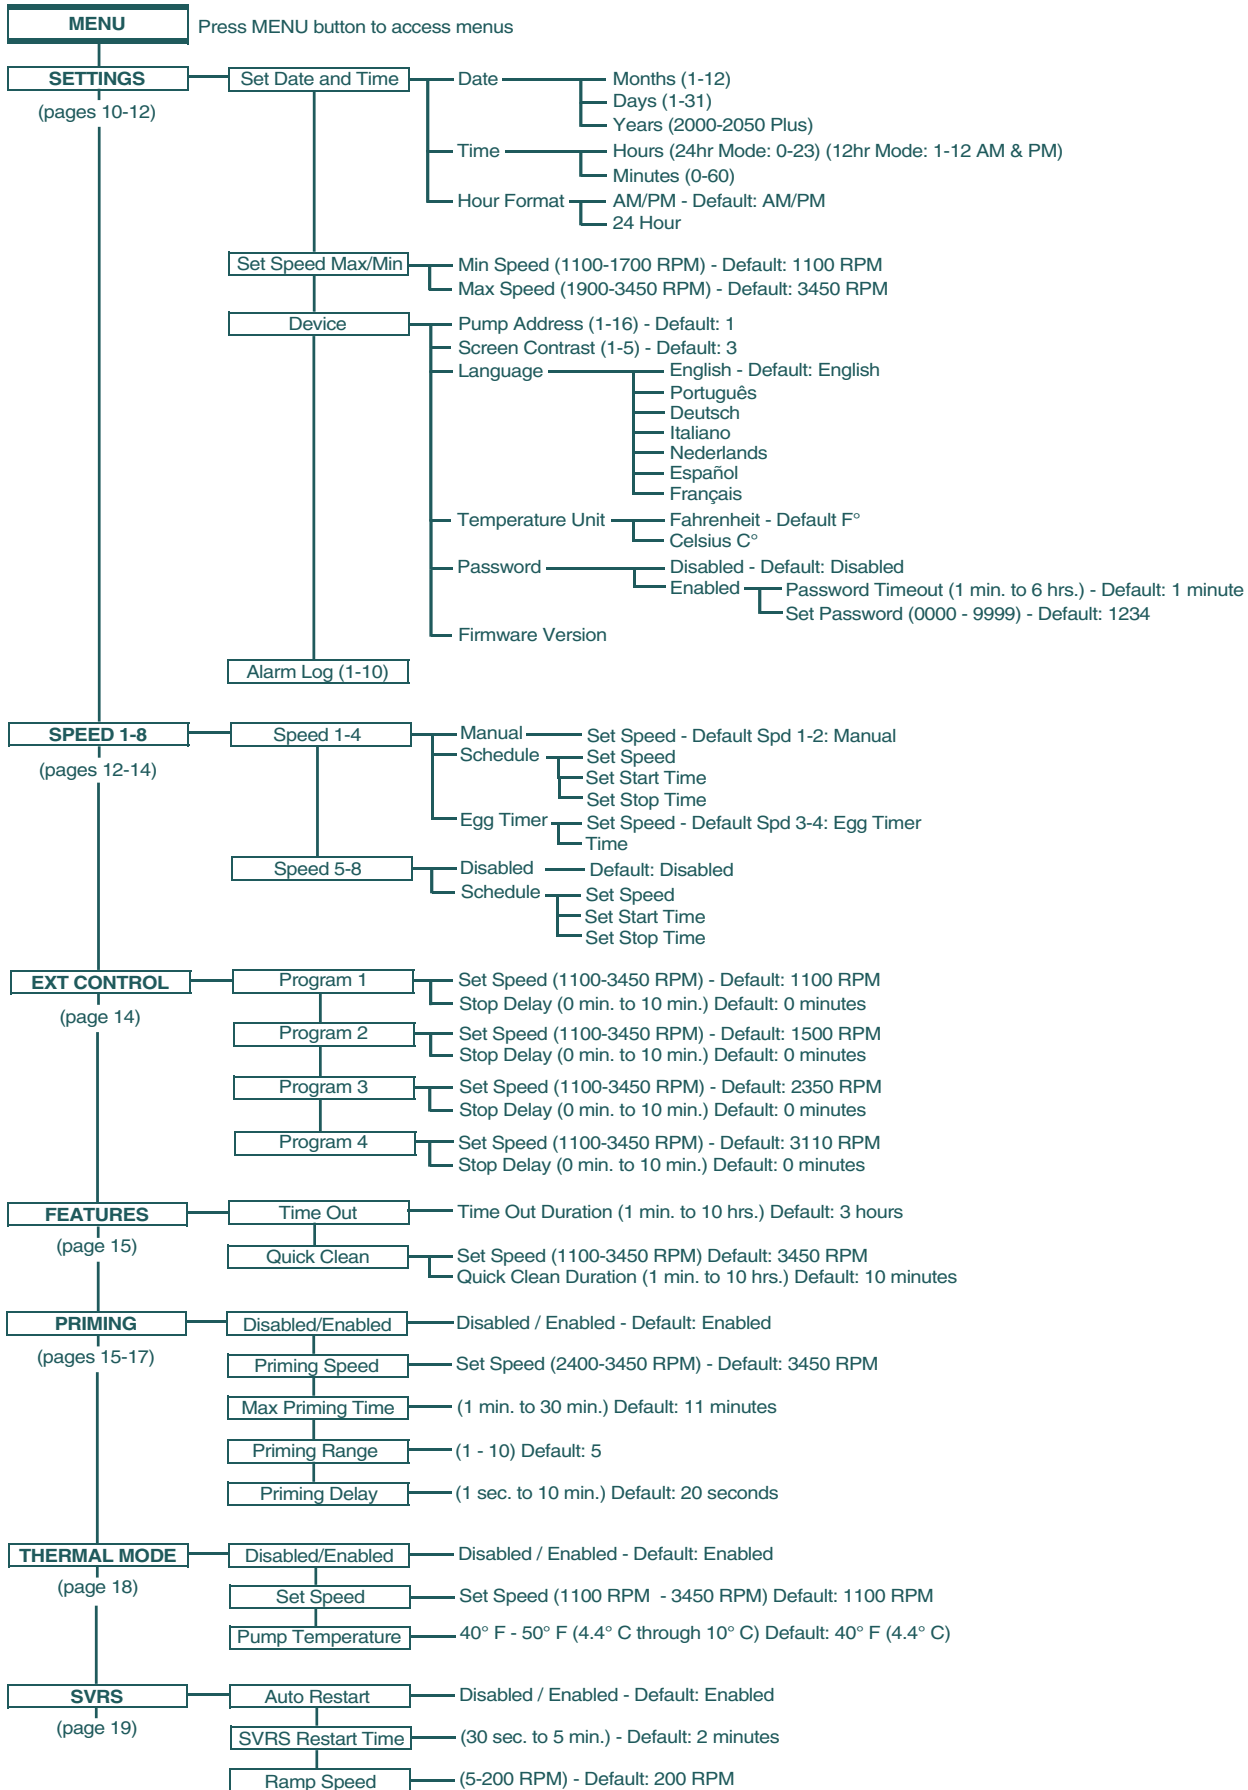 MENU
Press MENU button to access menus
SETTINGS
(pages 10-12)
Set Date and Time
Date
Months (1-12)
Days (1-31)
Years (2000-2050 Plus)
Time
Hours (24hr Mode: 0-23) (12hr Mode: 1-12 AM & PM)
Minutes (0-60)
Hour Format
AM/PM - Default: AM/PM
24 Hour
Set Speed Max/Min
Min Speed (1100-1700 RPM) - Default: 1100 RPM
Max Speed (1900-3450 RPM) - Default: 3450 RPM
Device
Pump Address (1-16) - Default: 1
Screen Contrast (1-5) - Default: 3
Language
English - Default: English
Português
Deutsch
Italiano
Nederlands
Español
Français
Temperature Unit
Fahrenheit - Default F°
Celsius C°
Password
Disabled - Default: Disabled
Enabled
Password Timeout (1 min. to 6 hrs.) - Default: 1 minute
Set Password (0000 - 9999) - Default: 1234
Firmware Version
Alarm Log (1-10)
SPEED 1-8
(pages 12-14)
Speed 1-4
Manual
Set Speed - Default Spd 1-2: Manual
Schedule
Set Speed
Set Start Time
Set Stop Time
Egg Timer
Set Speed - Default Spd 3-4: Egg Timer
Time
Speed 5-8
Disabled
Default: Disabled
Schedule
Set Speed
Set Start Time
Set Stop Time
EXT CONTROL
(page 14)
Program 1
Set Speed (1100-3450 RPM) - Default: 1100 RPM
Stop Delay (0 min. to 10 min.) Default: 0 minutes
Program 2
Set Speed (1100-3450 RPM) - Default: 1500 RPM
Stop Delay (0 min. to 10 min.) Default: 0 minutes
Program 3
Set Speed (1100-3450 RPM) - Default: 2350 RPM
Stop Delay (0 min. to 10 min.) Default: 0 minutes
Program 4
Set Speed (1100-3450 RPM) - Default: 3110 RPM
Stop Delay (0 min. to 10 min.) Default: 0 minutes
FEATURES
(page 15)
Time Out
Time Out Duration (1 min. to 10 hrs.) Default: 3 hours
Quick Clean
Set Speed (1100-3450 RPM) Default: 3450 RPM
Quick Clean Duration (1 min. to 10 hrs.) Default: 10 minutes
PRIMING
(pages 15-17)
Disabled/Enabled
Disabled / Enabled - Default: Enabled
Priming Speed
Set Speed (2400-3450 RPM) - Default: 3450 RPM
Max Priming Time
(1 min. to 30 min.) Default: 11 minutes
Priming Range
(1 - 10) Default: 5
Priming Delay
(1 sec. to 10 min.) Default: 20 seconds
THERMAL MODE
(page 18)
Disabled/Enabled
Disabled / Enabled - Default: Enabled
Set Speed
Set Speed (1100 RPM - 3450 RPM) Default: 1100 RPM
Pump Temperature
40° F - 50° F (4.4° C through 10° C) Default: 40° F (4.4° C)
SVRS
(page 19)
Auto Restart
Disabled / Enabled - Default: Enabled
SVRS Restart Time
(30 sec. to 5 min.) - Default: 2 minutes
Ramp Speed
(5-200 RPM) - Default: 200 RPM